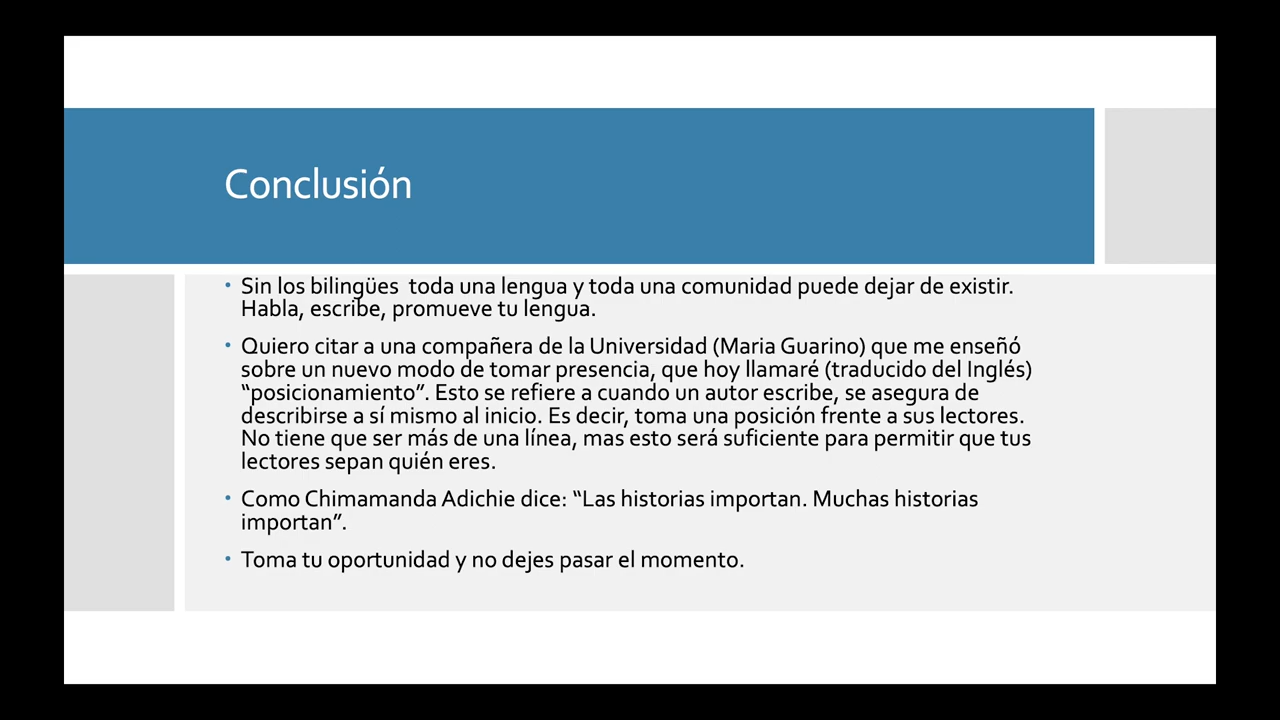 Conclusión
• Sin los bilingües  toda una lengua y toda una comunidad puede dejar de existir.
Habla, escribe, promueve tu lengua.
• Quiero citar a una compañera de la Universidad (Maria Guarino) que me enseñó
sobre un nuevo modo de tomar presencia, que hoy llamaré (traducido del Inglés)
“posicionamiento”. Esto se refiere a cuando un autor escribe, se asegura de
describirse a sí mismo al inicio. Es decir, toma una posición frente a sus lectores.
No tiene que ser más de una línea, mas esto será suficiente para permitir que tus
lectores sepan quién eres.
• Como Chimamanda Adichie dice: “Las historias importan. Muchas historias
importan”.
• Toma tu oportunidad y no dejes pasar el momento.